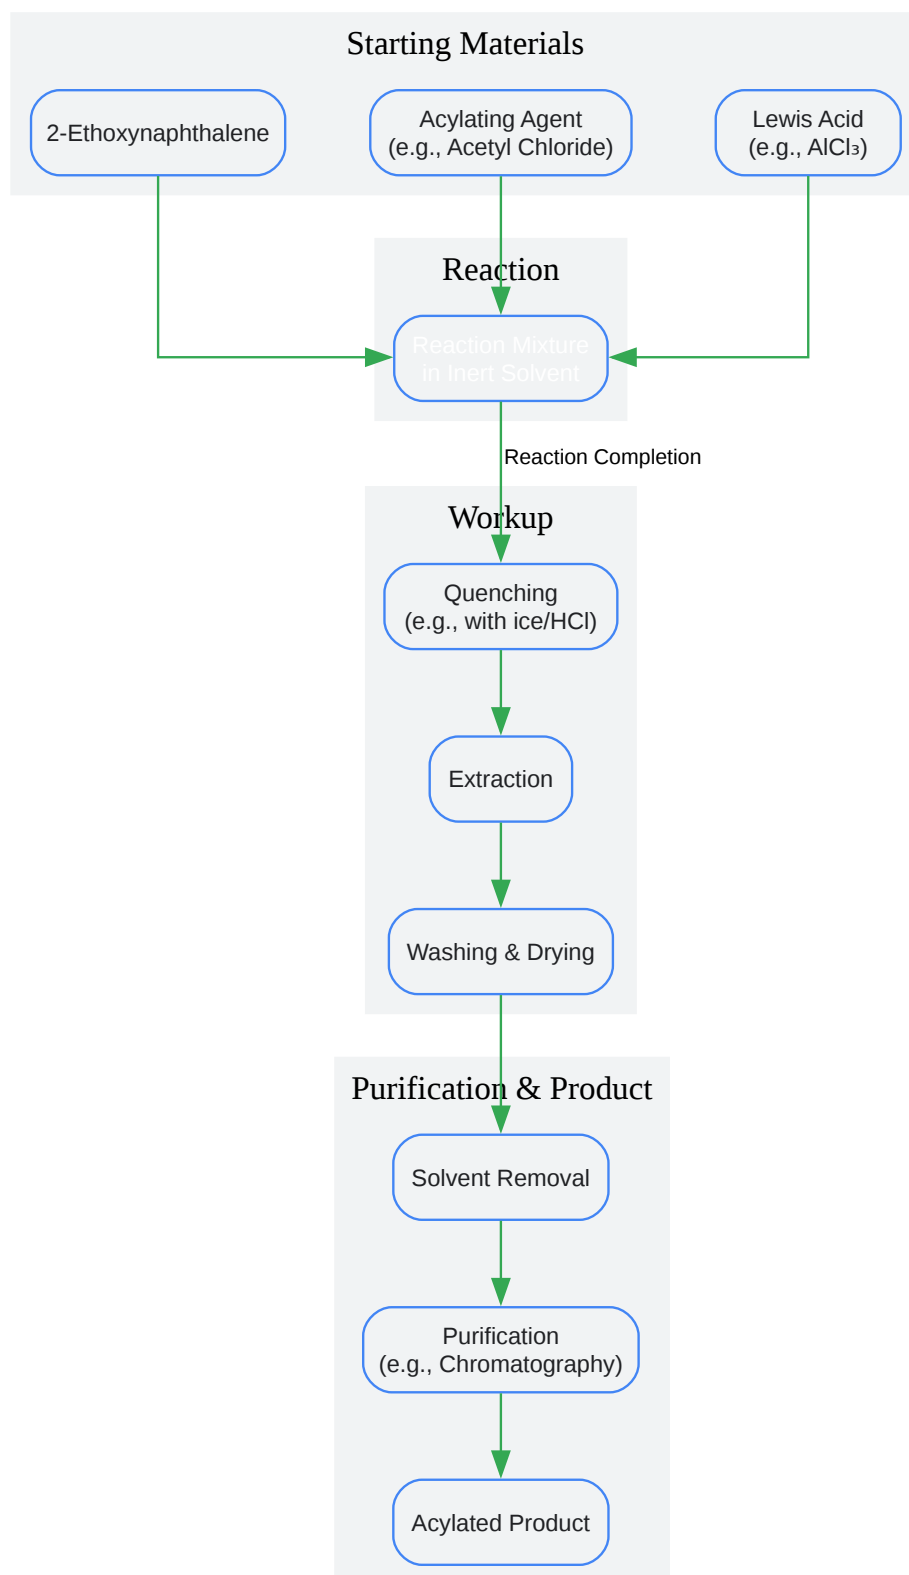 Starting Materials
2-Ethoxynaphthalene
Acylating Agent
(e.g., Acetyl Chloride)
Lewis Acid
(e.g., AlCl₃)
Reaction
Reaction Mixture
in Inert Solvent
Reaction Completion
Workup
Quenching
(e.g., with ice/HCl)
Extraction
Washing & Drying
Purification & Product
Solvent Removal
Purification
(e.g., Chromatography)
Acylated Product